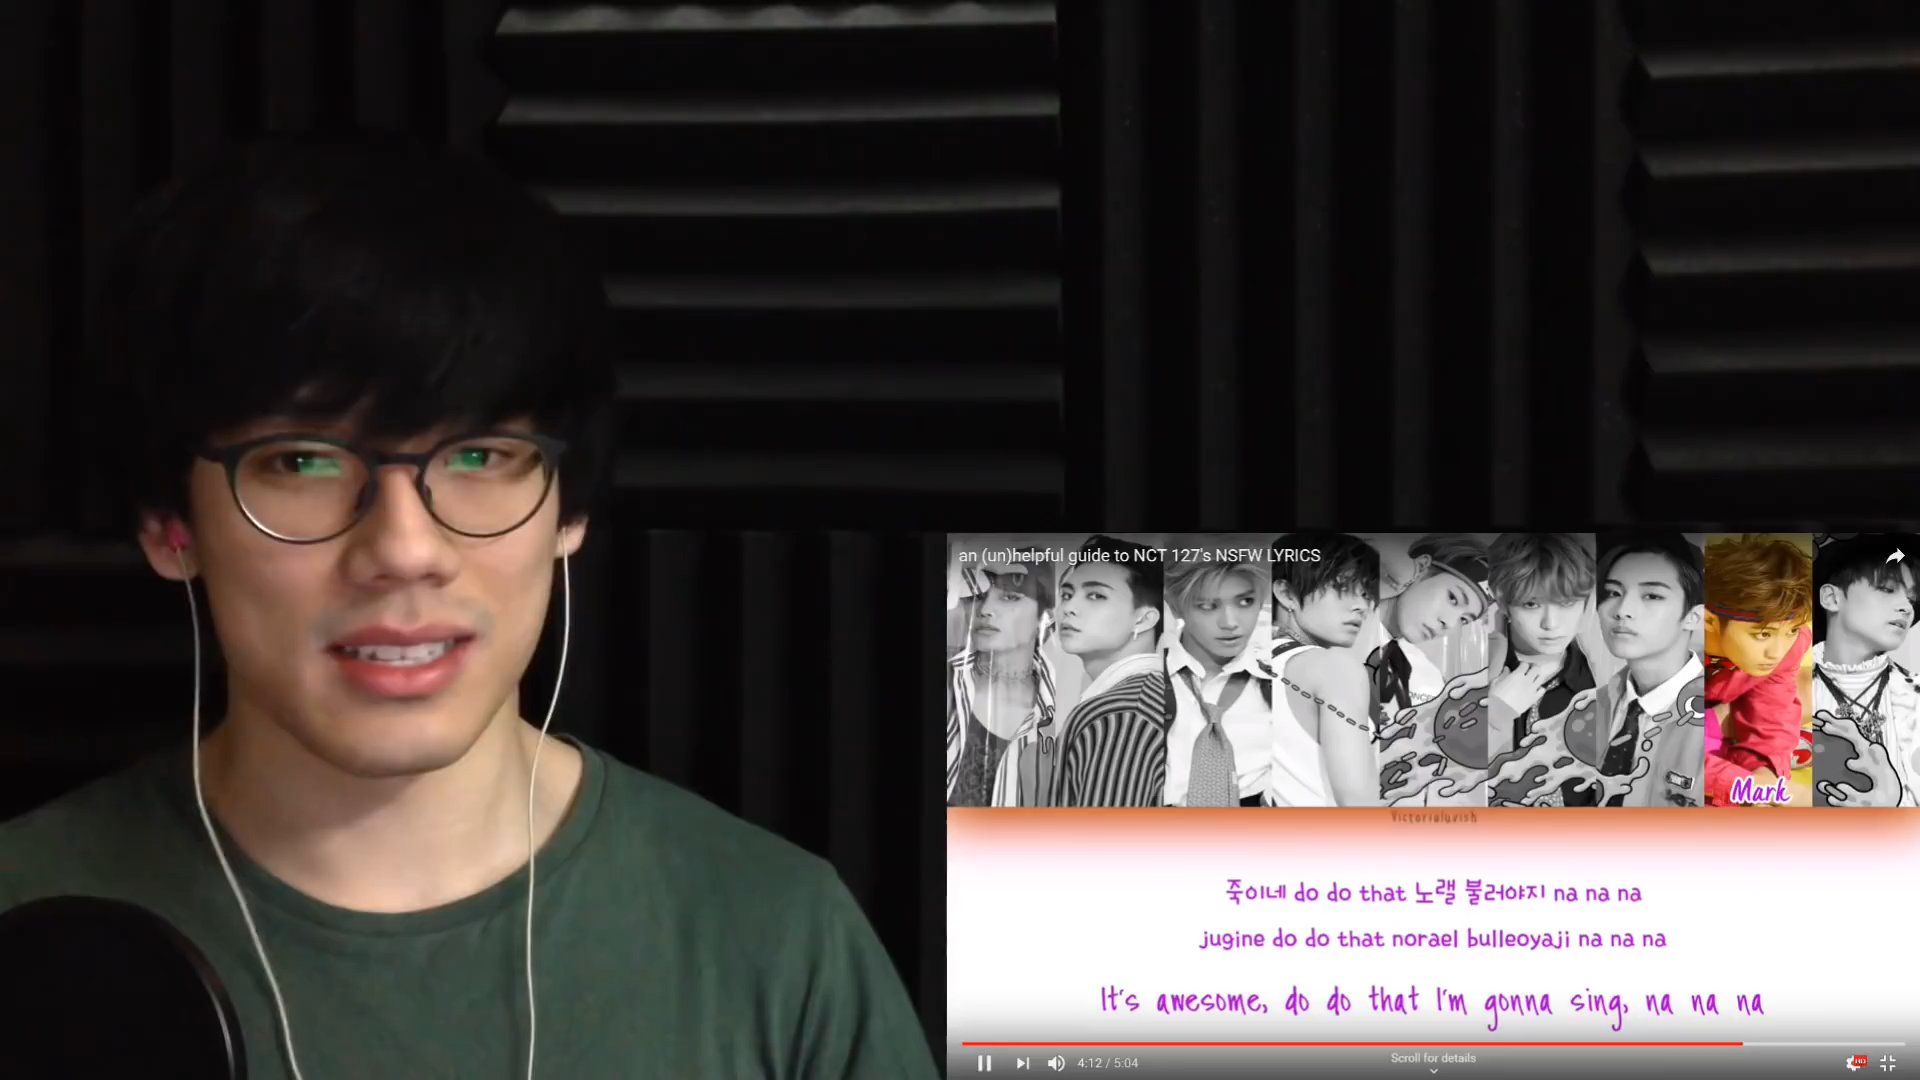 an (un)helpful guide to NCT 127's NSFW LYRICS
Mark
Victorialuvish
죽이네 do do that 노랠 불러야지 na na na
jugine do do that norael bulleoyaji na na na
It's awesome, do do that I'm gonna sing, na na na
4:12 / 5:04
Scroll for details
HD